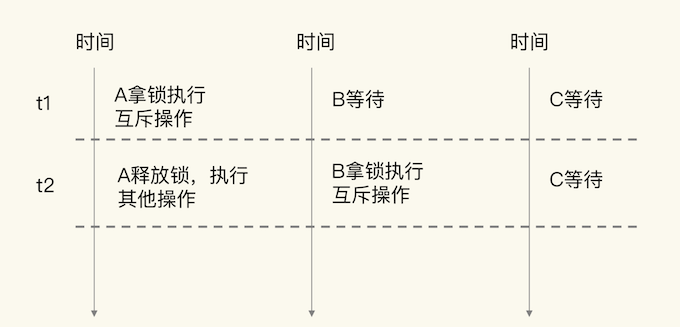 时间 时间 时间
t1
A拿锁执行
互斥操作
B等待
C等待
t2
A释放锁，执行
其他操作
B拿锁执行
互斥操作
C等待